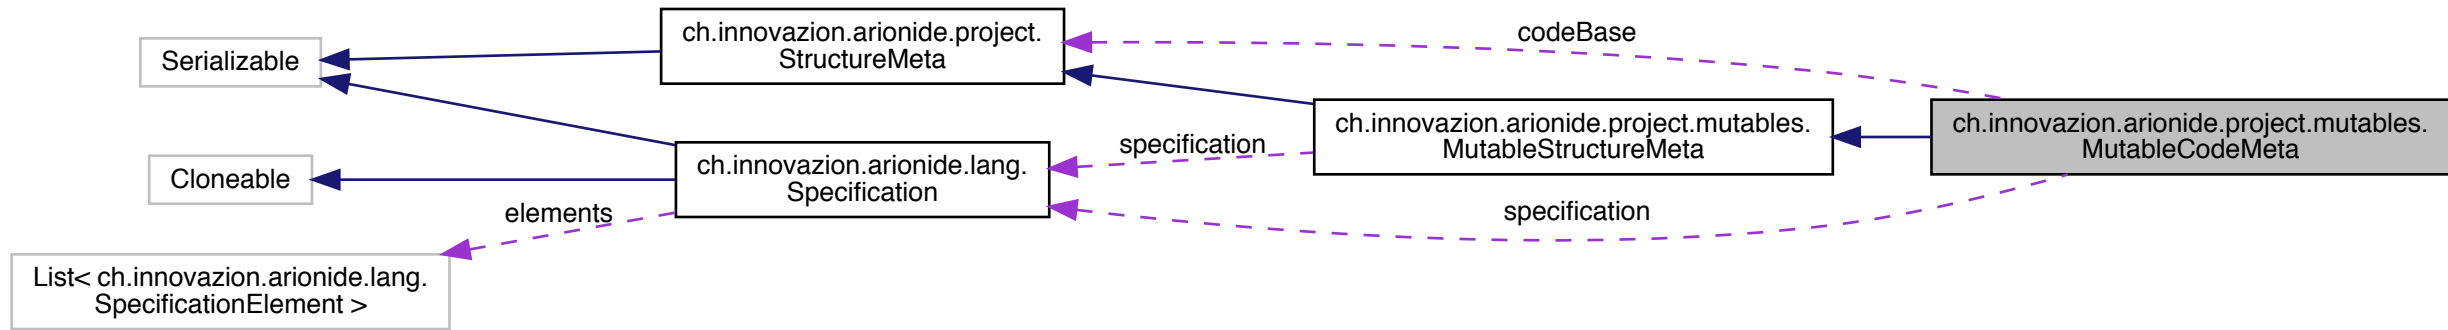 Serializable
Cloneable
List< ch.innovazion.arionide.lang.
SpecificationElement >
elements
ch.innovazion.arionide.project.
StructureMeta
ch.innovazion.arionide.lang.
Specification
specification
codeBase
ch.innovazion.arionide.project.mutables.
MutableStructureMeta
specification
ch.innovazion.arionide.project.mutables.
MutableCodeMeta